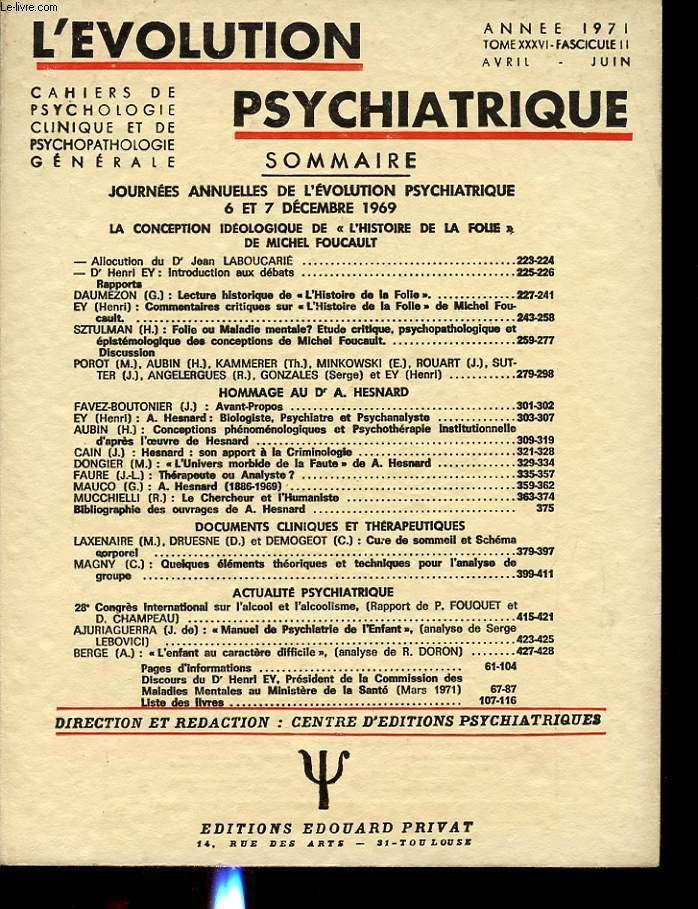 Le-livre.com
L'EVOLUTION
ANNEE 1971
TOME XXXVI - FASCICULE II
AVRIL - JUIN
CAHIERS DE
PSYCHOLOGIE
CLINIQUE ET DE
PSYCHOPATHOLOGIE
GÉNÉRALE
PSYCHIATRIQUE
SOMMAIRE
JOURNÉES ANNUELLES DE L'ÉVOLUTION PSYCHIATRIQUE
6 ET 7 DÉCEMBRE 1969
LA CONCEPTION IDÉOLOGIQUE DE « L'HISTOIRE DE LA FOLIE »
DE MICHEL FOUCAULT
— Allocution du Dr Jean LABOUCARIÉ ........ 223-224
— Dr Henri EY : Introduction aux débats ........ 225-226
Rapports
DAUMÉZON (G.) : Lecture historique de « L'Histoire de la Folie ». ........ 227-241
EY (Henri) : Commentaires critiques sur « L'Histoire de la Folie » de Michel Fou-
cault. ........ 243-258
SZTULMAN (H.) : Folie ou Maladie mentale ? Etude critique, psychopathologique et
épistémologique des conceptions de Michel Foucault. ........ 259-277
Discussion
POROT (M.), AUBIN (H.), KAMMERER (Th.), MINKOWSKI (E.), ROUART (J.), SUT-
TER (J.), ANGELERGUES (R.), GONZALES (Serge) et EY (Henri) ........ 279-298
HOMMAGE AU Dr A. HESNARD
FAVEZ-BOUTONIER (J.) : Avant-Propos ........ 301-302
EY (Henri) : A. Hesnard : Biologiste, Psychiatre et Psychanalyste ........ 303-307
AUBIN (H.) : Conceptions phénoménologiques et Psychothérapie Institutionnelle
d'après l'œuvre de Hesnard ........ 309-319
CAIN (J.) : Hesnard : son apport à la Criminologie ........ 321-328
DONGIER (M.) : « L'Univers morbide de la Faute » de A. Hesnard ........ 329-334
FAURE (J.-L.) : Thérapeute ou Analyste ? ........ 335-357
MAUCO (G.) : A. Hesnard (1886-1969) ........ 359-362
MUCCHIELLI (R.) : Le Chercheur et l'Humaniste ........ 363-374
Bibliographie des ouvrages de A. Hesnard ........ 375
DOCUMENTS CLINIQUES ET THÉRAPEUTIQUES
LAXENAIRE (M.), DRUESNE (D.) et DEMOGEOT (C.) : Cure de sommeil et Schéma
corporel ........ 379-397
MAGNY (C.) : Quelques éléments théoriques et techniques pour l'analyse de
groupe ........ 399-411
ACTUALITÉ PSYCHIATRIQUE
28e Congrès International sur l'alcool et l'alcoolisme, (Rapport de P. FOUQUET et
D. CHAMPEAU) ........ 415-421
AJURIAGUERRA (J. de) : « Manuel de Psychiatrie de l'Enfant », (analyse de Serge
LEBOVICI) ........ 423-425
BERGE (A.) : « L'enfant au caractère difficile », (analyse de R. DORON) ........ 427-428
Pages d'informations ........ 61-104
Discours du Dr Henri EY, Président de la Commission des
Maladies Mentales au Ministère de la Santé (Mars 1971) 67-87
Liste des livres ........ 107-116
DIRECTION ET REDACTION : CENTRE D'EDITIONS PSYCHIATRIQUES
EDITIONS EDOUARD PRIVAT
14, RUE DES ARTS — 31-TOULOUSE